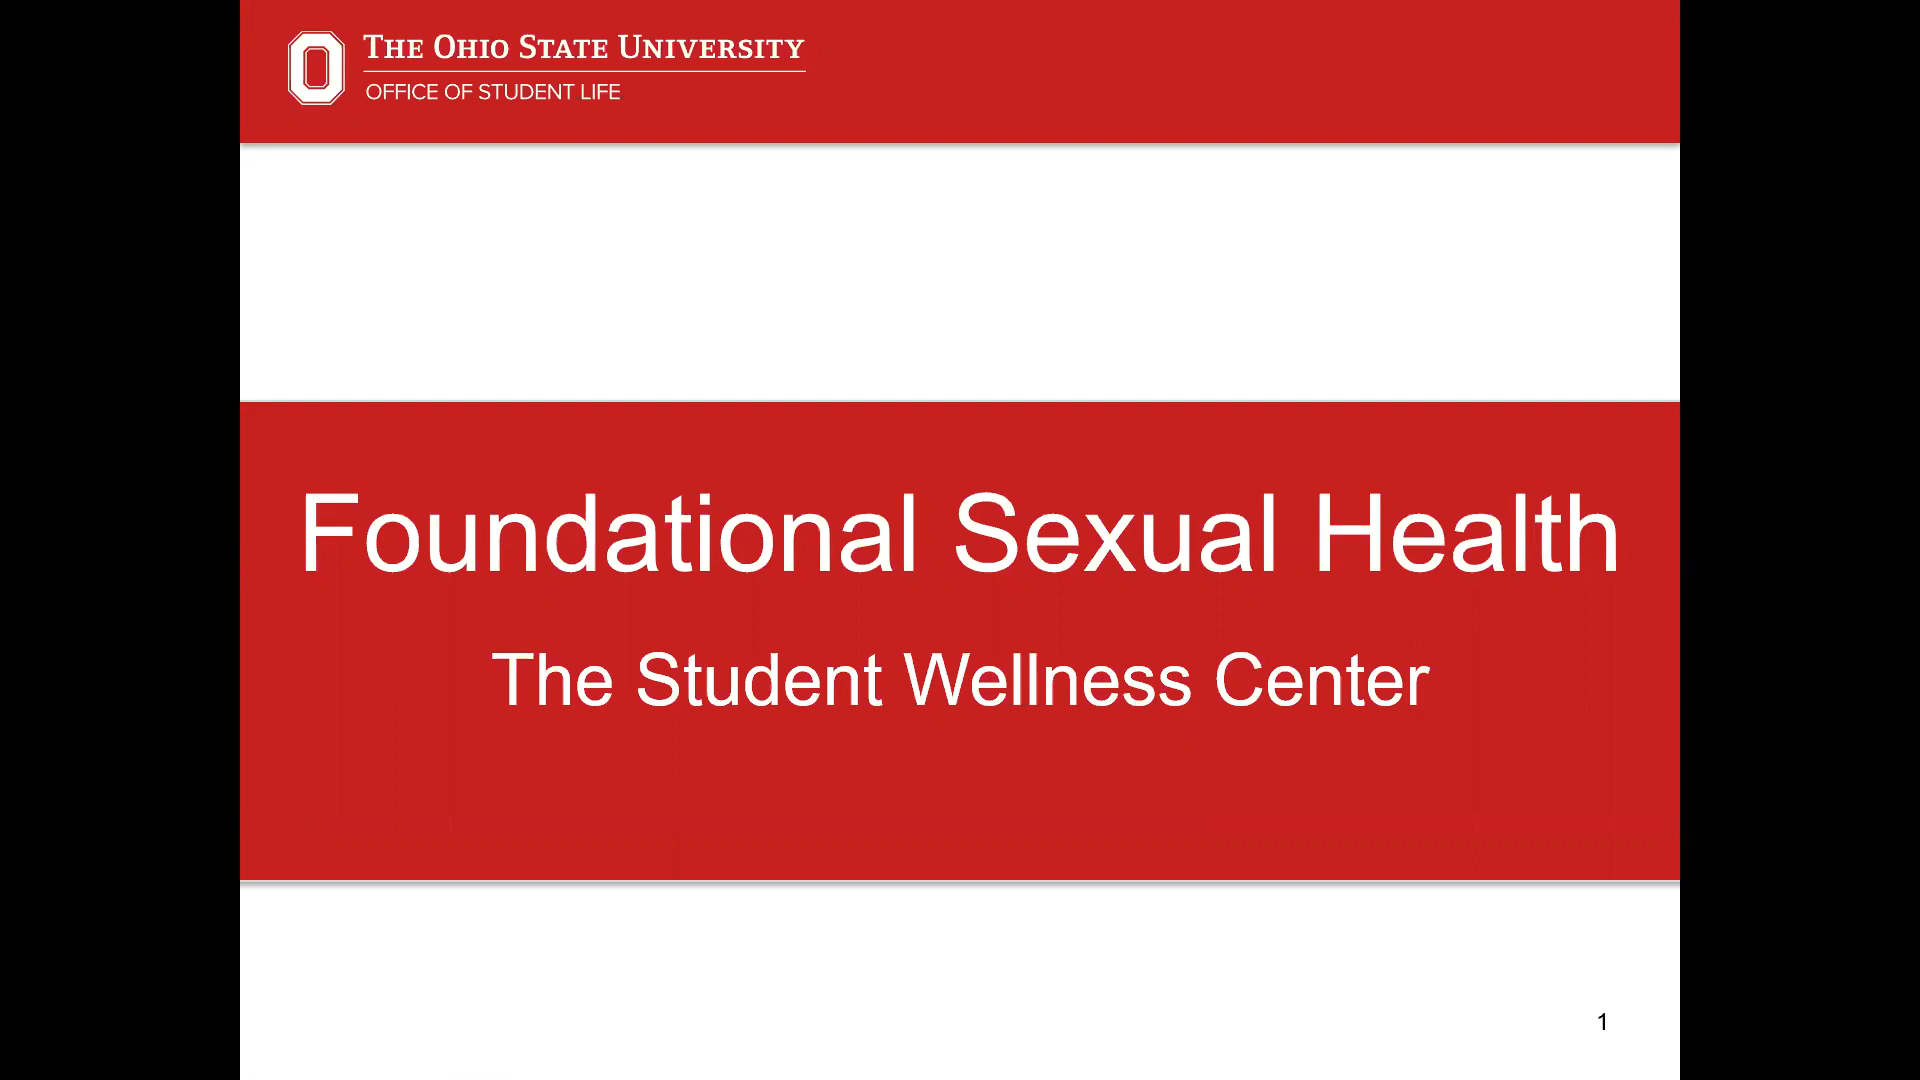 THE OHIO STATE UNIVERSITY
OFFICE OF STUDENT LIFE
Foundational Sexual Health
The Student Wellness Center
1